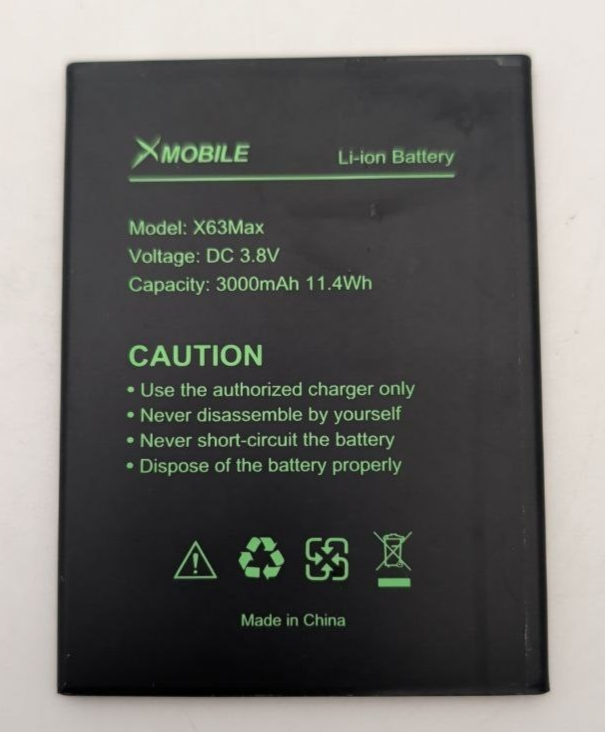 XMOBILE Li-ion Battery
Model: X63Max
Voltage: DC 3.8V
Capacity: 3000mAh 11.4Wh
CAUTION
• Use the authorized charger only
• Never disassemble by yourself
• Never short-circuit the battery
• Dispose of the battery properly
Made in China